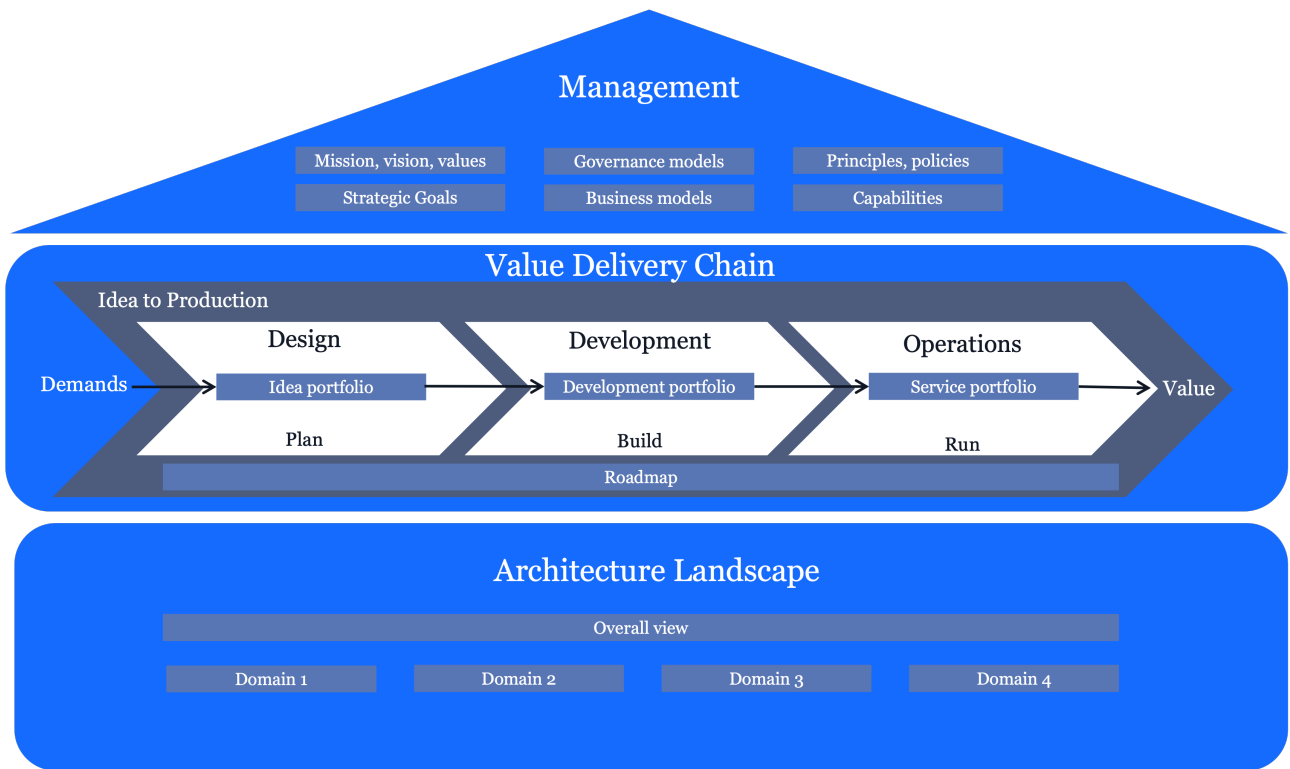 Management
Mission, vision, values
Governance models
Principles, policies
Strategic Goals
Business models
Capabilities
Value Delivery Chain
Idea to Production
Design
Development
Operations
Demands
Idea portfolio
Development portfolio
Service portfolio
Value
Plan
Build
Run
Roadmap
Architecture Landscape
Overall view
Domain 1
Domain 2
Domain 3
Domain 4